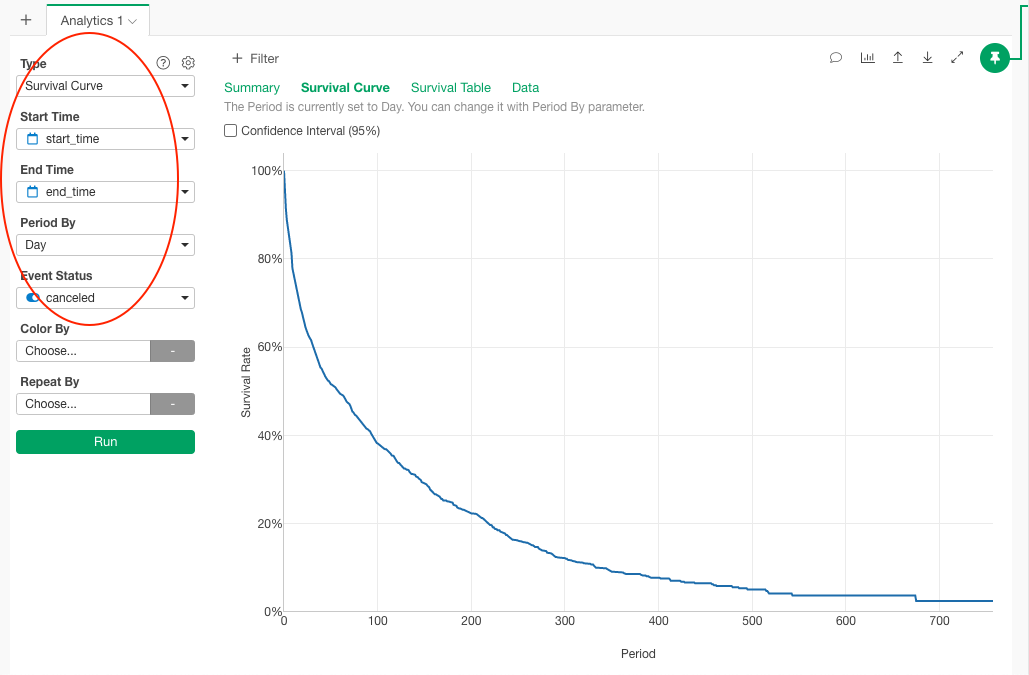 + Analytics 1
Type ?
Survival Curve
Start Time
start_time
End Time
end_time
Period By
Day
Event Status
canceled
Color By
Choose... -
Repeat By
Choose... -
Run
+ Filter
Summary Survival Curve Survival Table Data
The Period is currently set to Day. You can change it with Period By parameter.
Confidence Interval (95%)
100%
80%
60%
40%
20%
0%
Survival Rate
0 100 200 300 400 500 600 700
Period